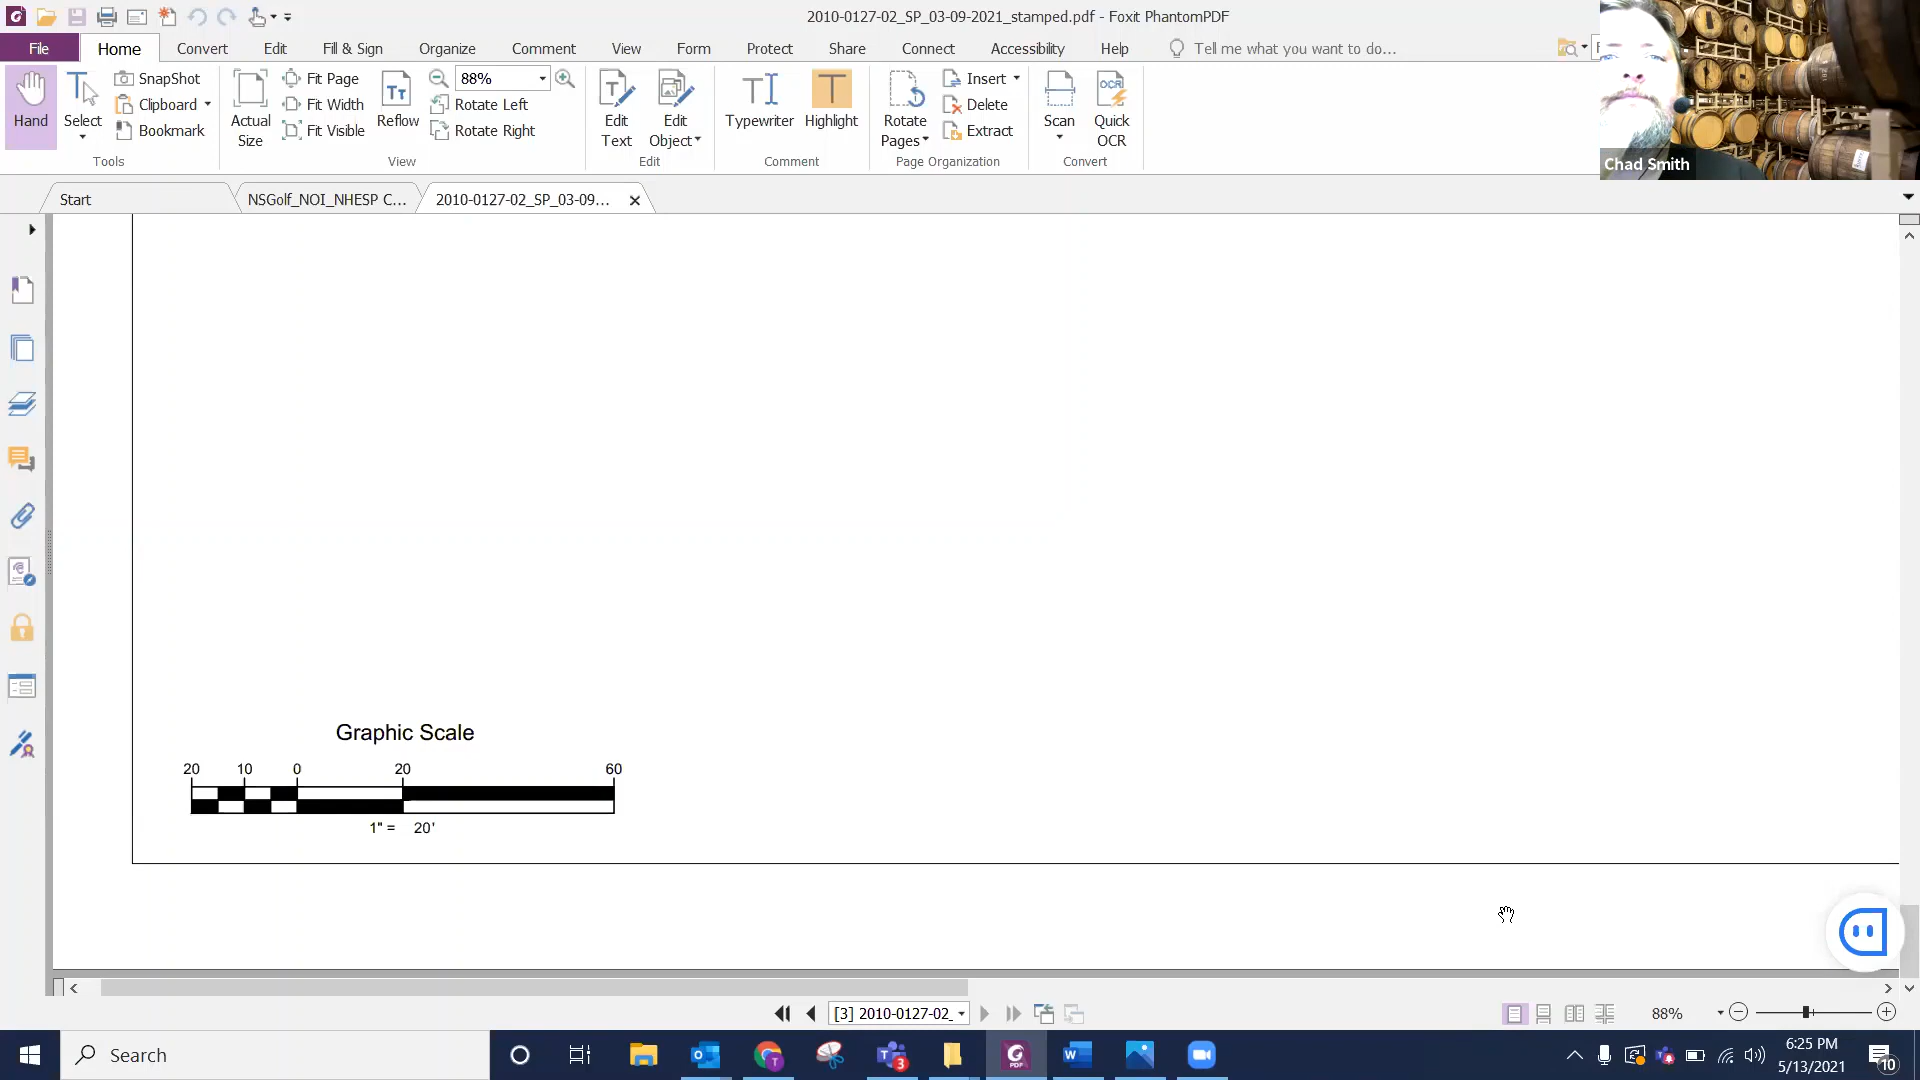 2010-0127-02_SP_03-09-2021_stamped.pdf - Foxit PhantomPDF
File Home Convert Edit Fill & Sign Organize Comment View Form Protect Share Connect Accessibility Help Tell me what you want to do...
Hand
Select
SnapShot
Clipboard
Bookmark
Tools
Actual Size
Fit Page
Fit Width
Fit Visible
Reflow
88%
Rotate Left
Rotate Right
View
Edit Text
Edit Object
Edit
Typewriter
Highlight
Comment
Rotate Pages
Insert
Delete
Extract
Page Organization
Scan
OCR
Quick OCR
Convert
Chad Smith
Start
NSGolf_NOI_NHESP C...
2010-0127-02_SP_03-09...
Graphic Scale
20 10 0 20 60
1" = 20'
[3] 2010-0127-02_
88%
Search
3
PDF
6:25 PM
5/13/2021
10